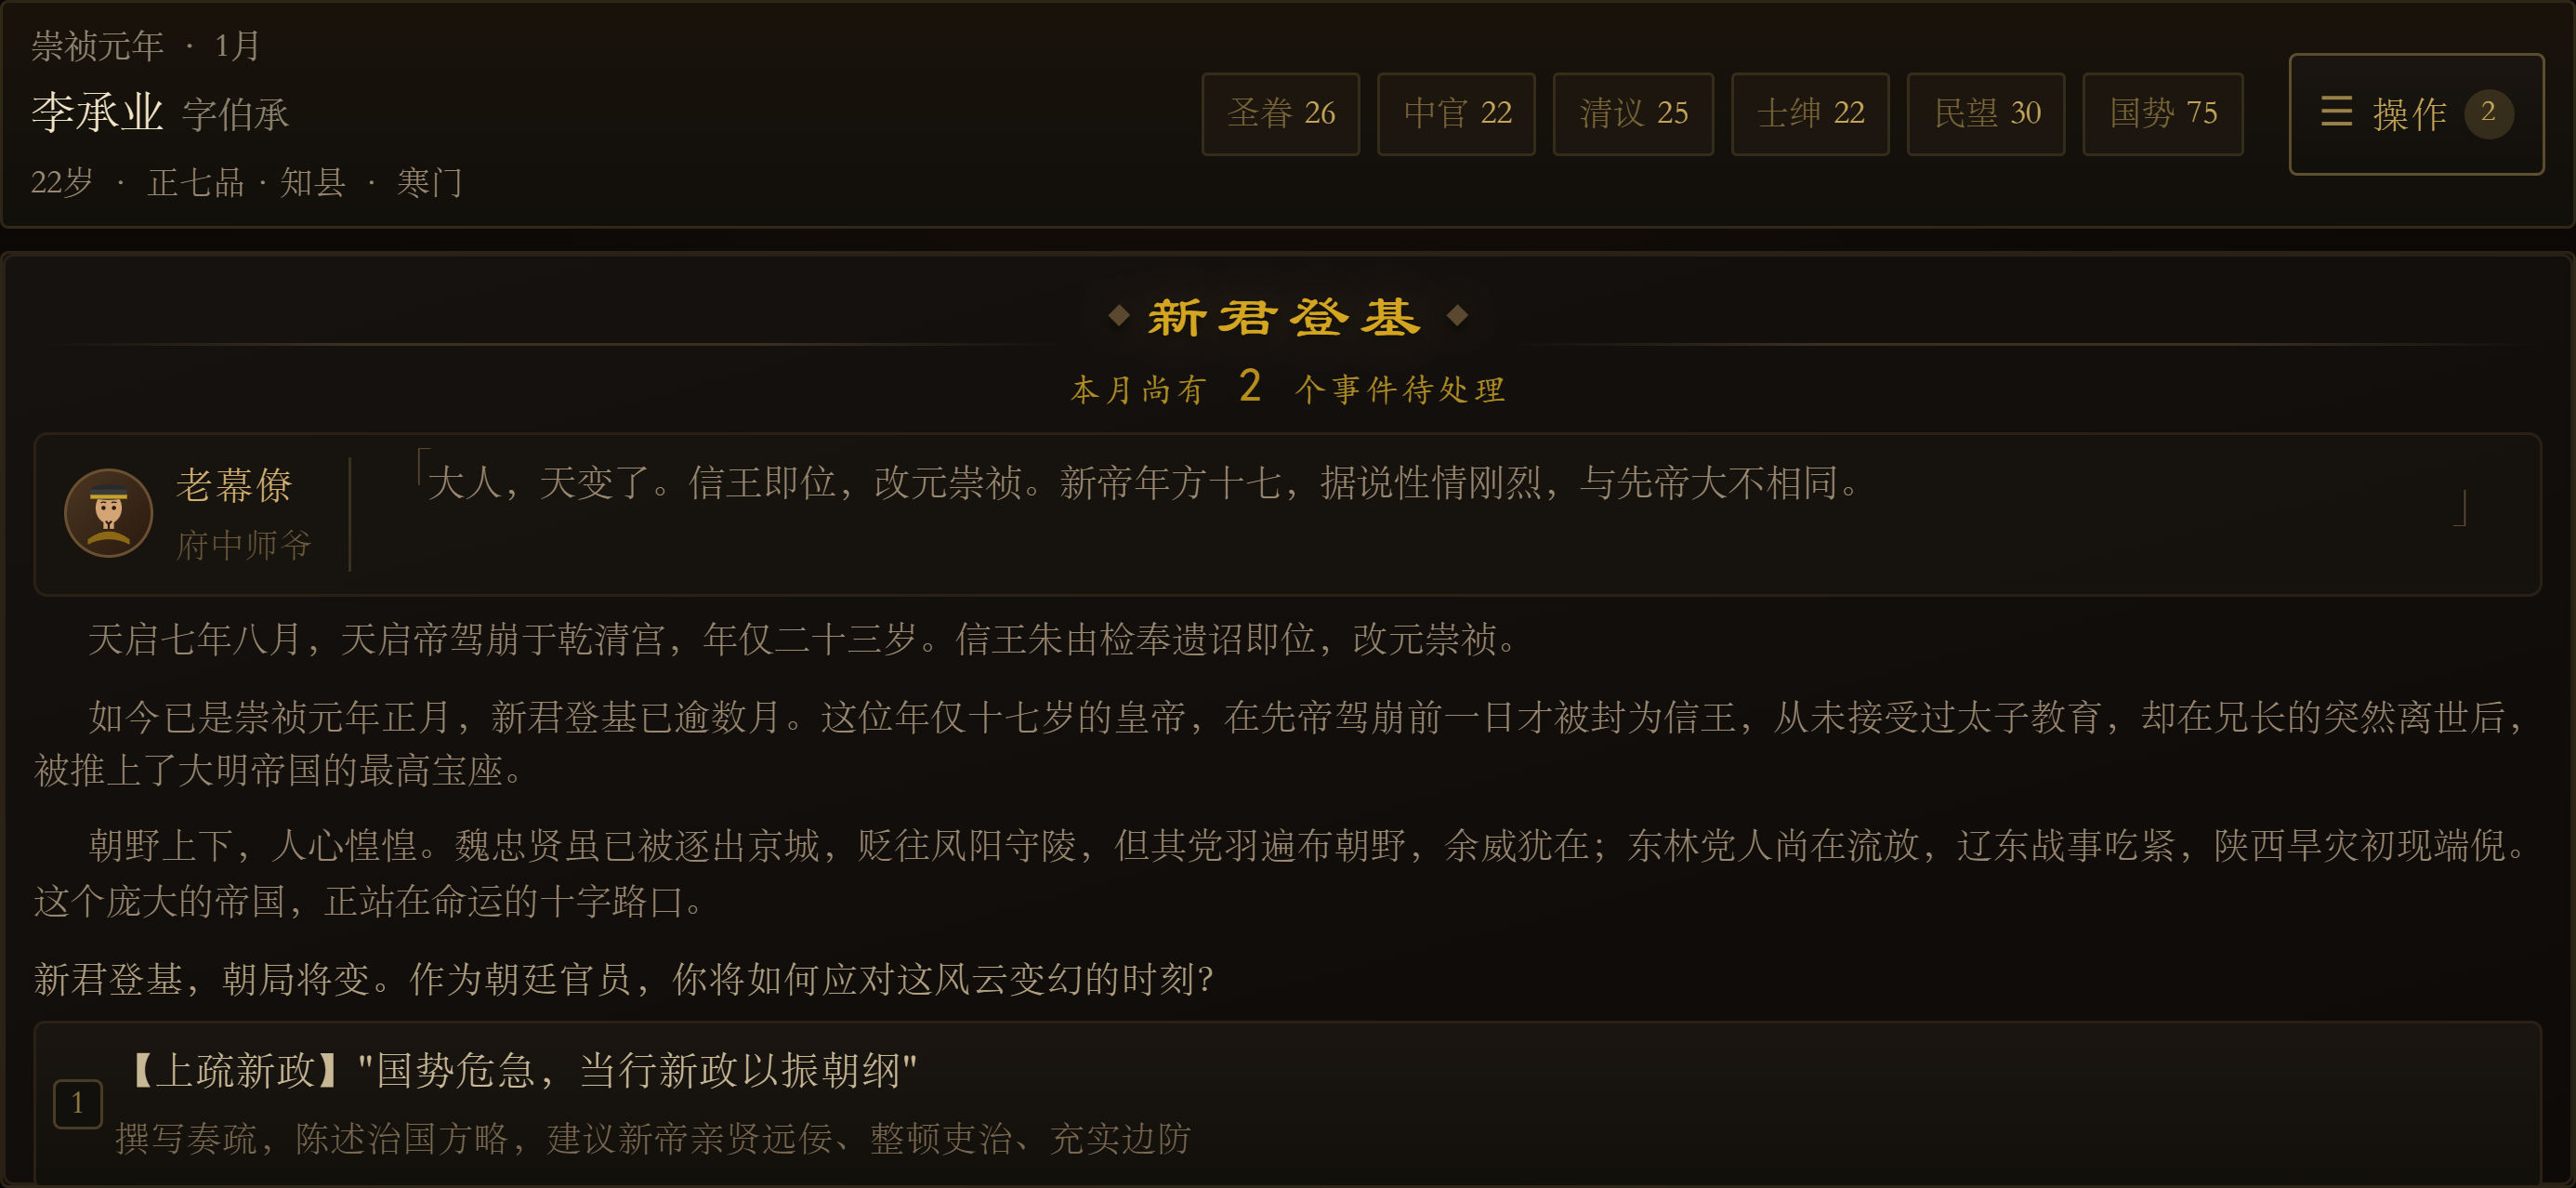 崇祯元年 · 1月
李承业 字伯承
22岁 · 正七品 · 知县 · 寒门
圣眷 26 中官 22 清议 25 士绅 22 民望 30 国势 75
☰ 操作 2
新君登基
本月尚有 2 个事件待处理
老幕僚
府中师爷
「大人，天变了。信王即位，改元崇祯。新帝年方十七，据说性情刚烈，与先帝大不相同。」
天启七年八月，天启帝驾崩于乾清宫，年仅二十三岁。信王朱由检奉遗诏即位，改元崇祯。
如今已是崇祯元年正月，新君登基已逾数月。这位年仅十七岁的皇帝，在先帝驾崩前一日才被封为信王，从未接受过太子教育，却在兄长的突然离世后，
被推上了大明帝国的最高宝座。
朝野上下，人心惶惶。魏忠贤虽已被逐出京城，贬往凤阳守陵，但其党羽遍布朝野，余威犹在；东林党人尚在流放，辽东战事吃紧，陕西旱灾初现端倪。
这个庞大的帝国，正站在命运的十字路口。
新君登基，朝局将变。作为朝廷官员，你将如何应对这风云变幻的时刻？
1
【上疏新政】"国势危急，当行新政以振朝纲"
撰写奏疏，陈述治国方略，建议新帝亲贤远佞、整顿吏治、充实边防